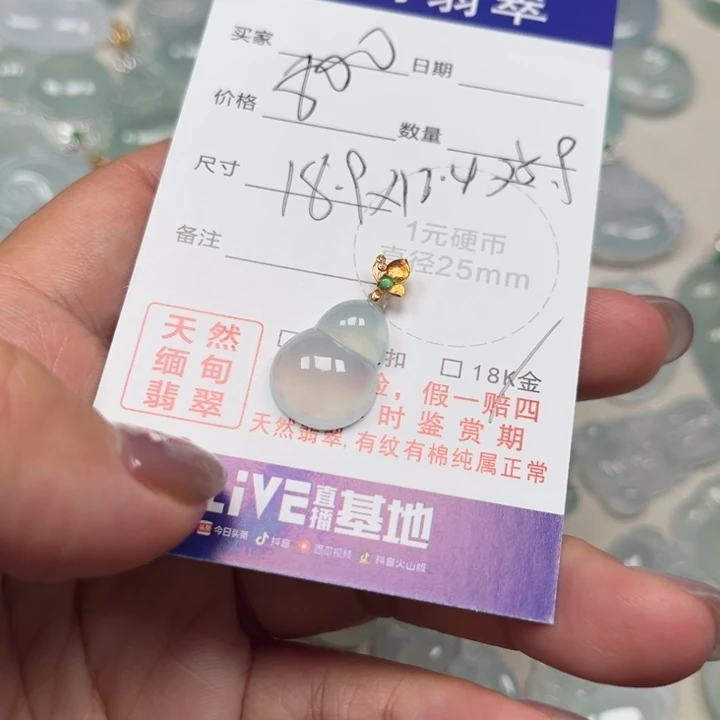 翡翠
买家
日期
价格
数量
尺寸 18.9x
备注
1元硬币
直径25mm
天然
缅甸
翡翠
扣 □ 18K金
，假一赔四
时鉴赏期
天然翡翠,有纹有棉纯属正常
LiVE直播基地
今日头条 抖音 西瓜视频 抖音火山版